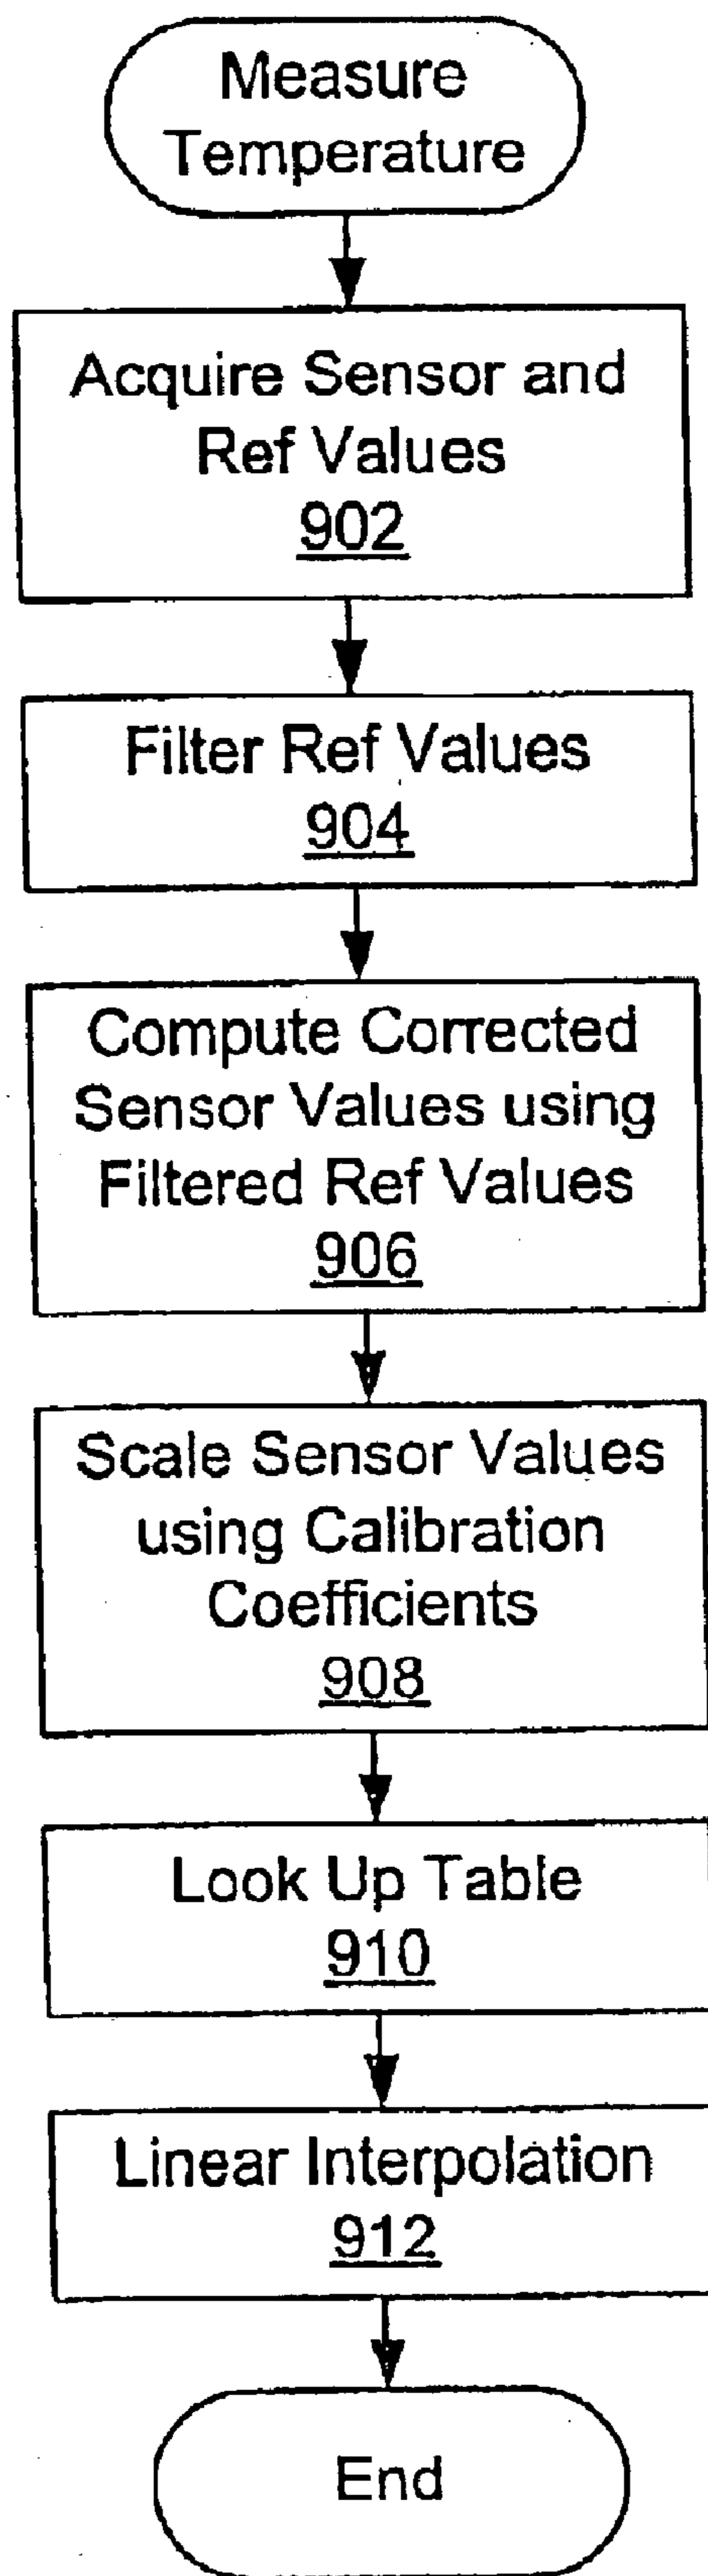 Measure
Temperature
Acquire Sensor and
Ref Values
902
Filter Ref Values
904
Compute Corrected
Sensor Values using
Filtered Ref Values
906
Scale Sensor Values
using Calibration
Coefficients
908
Look Up Table
910
Linear Interpolation
912
End